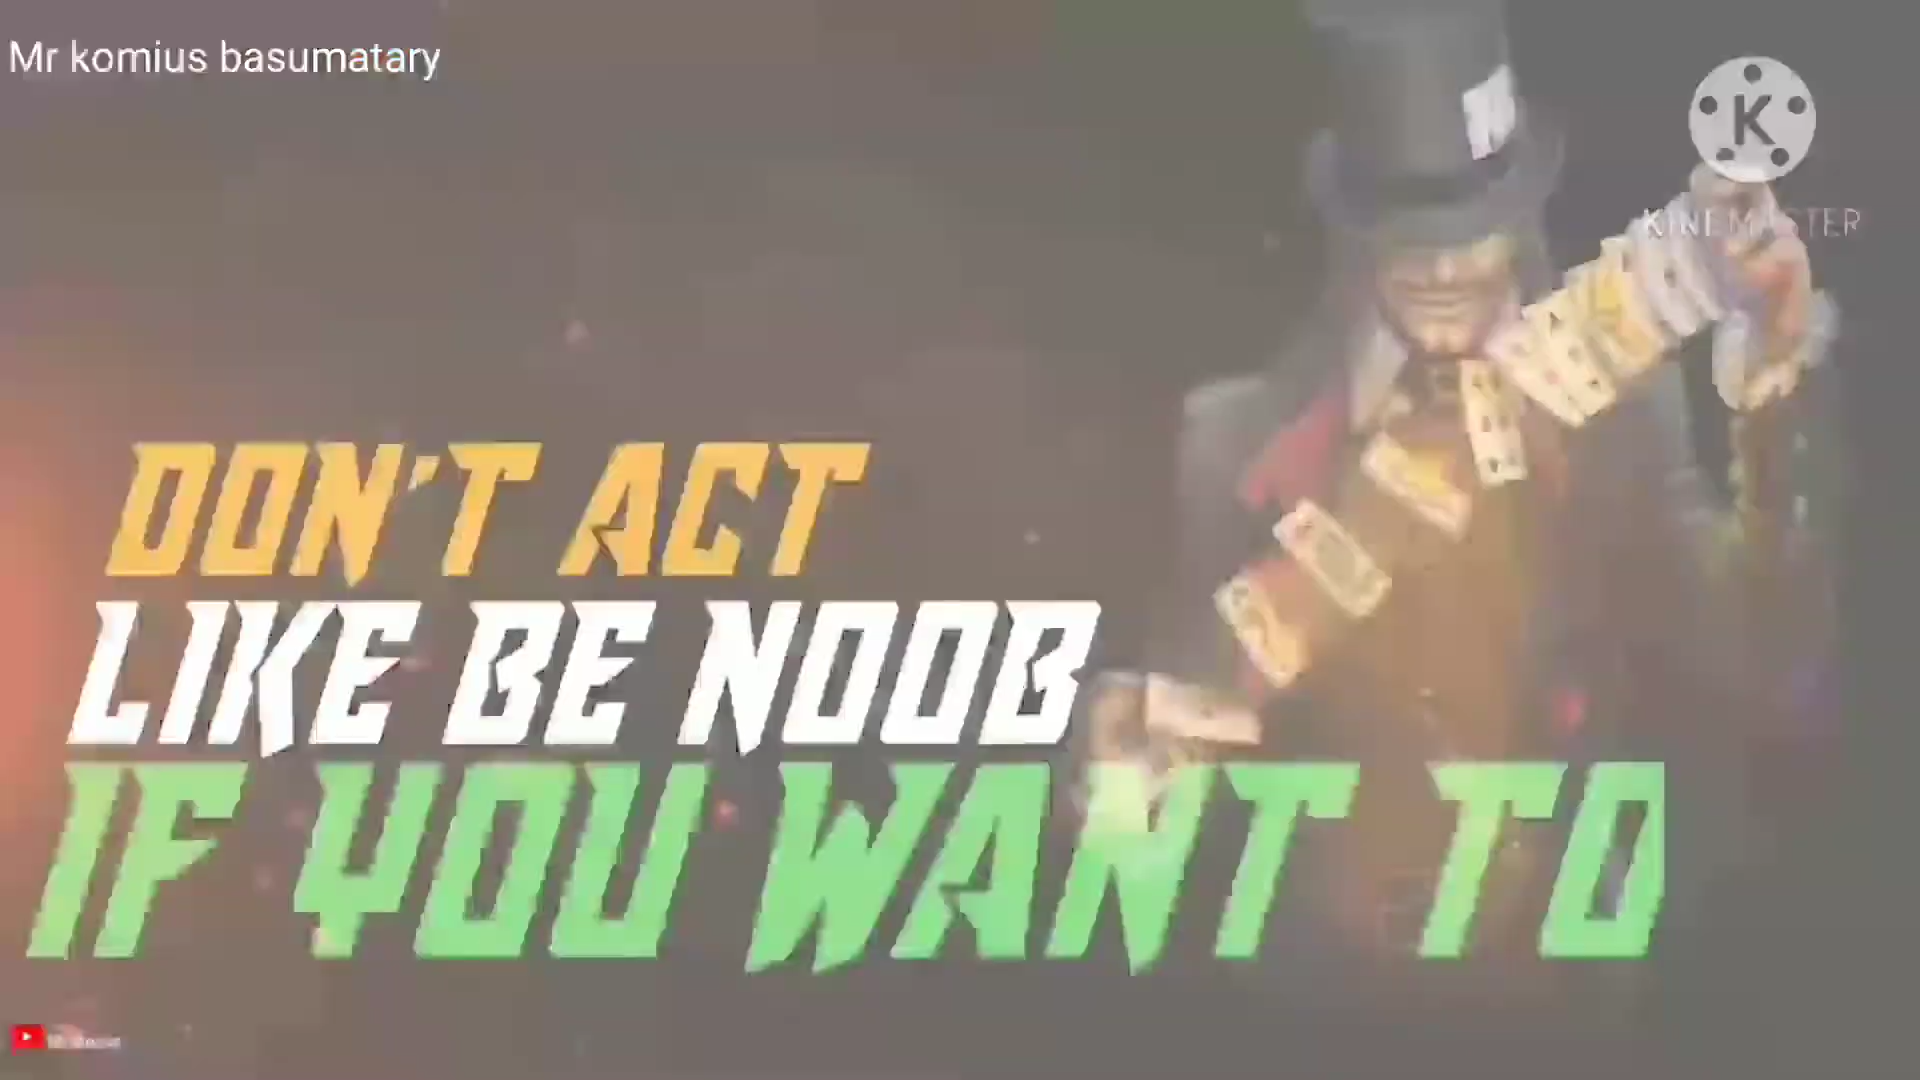 Mr komius basumatary
K
KINEMASTER
DON'T ACT
LIKE BE NOOB
IF YOU WANT TO